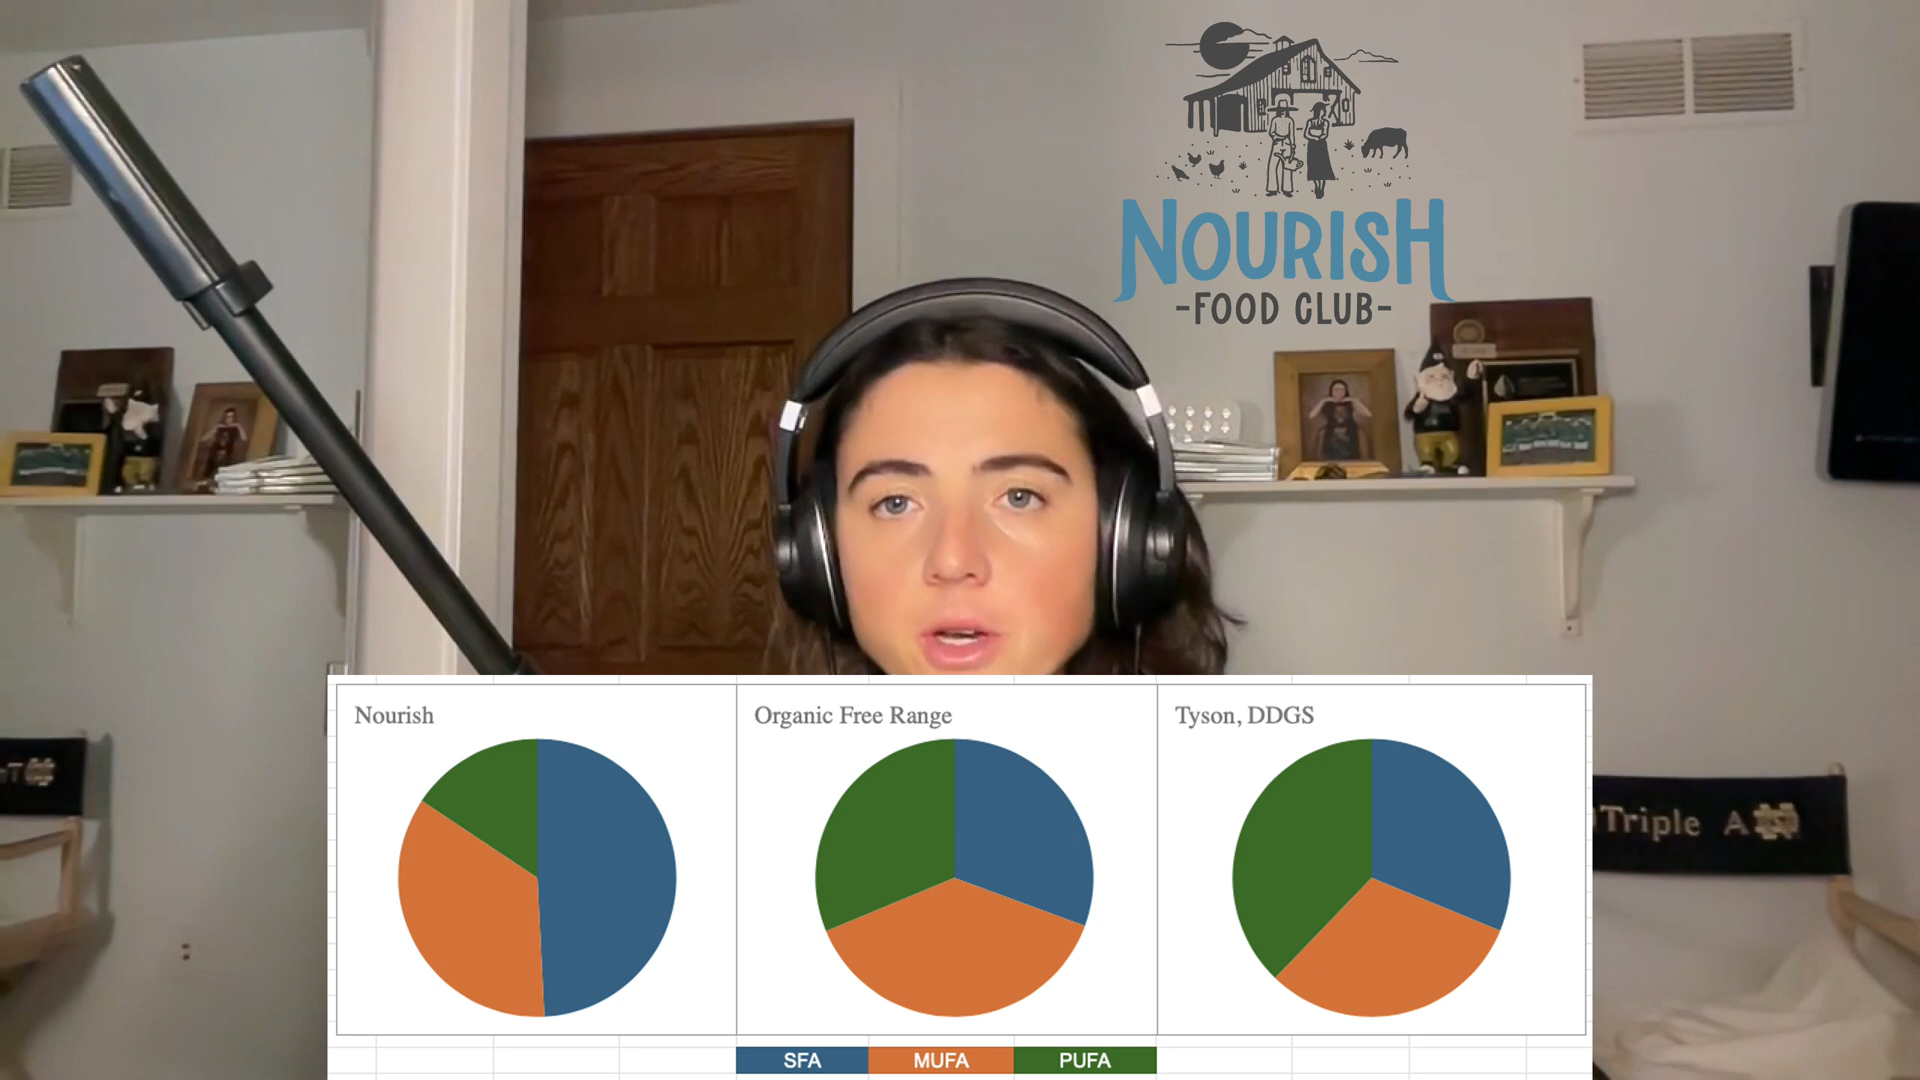 NOURISH
-FOOD CLUB-
Triple A
Nourish
Organic Free Range
Tyson, DDGS
SFA
MUFA
PUFA